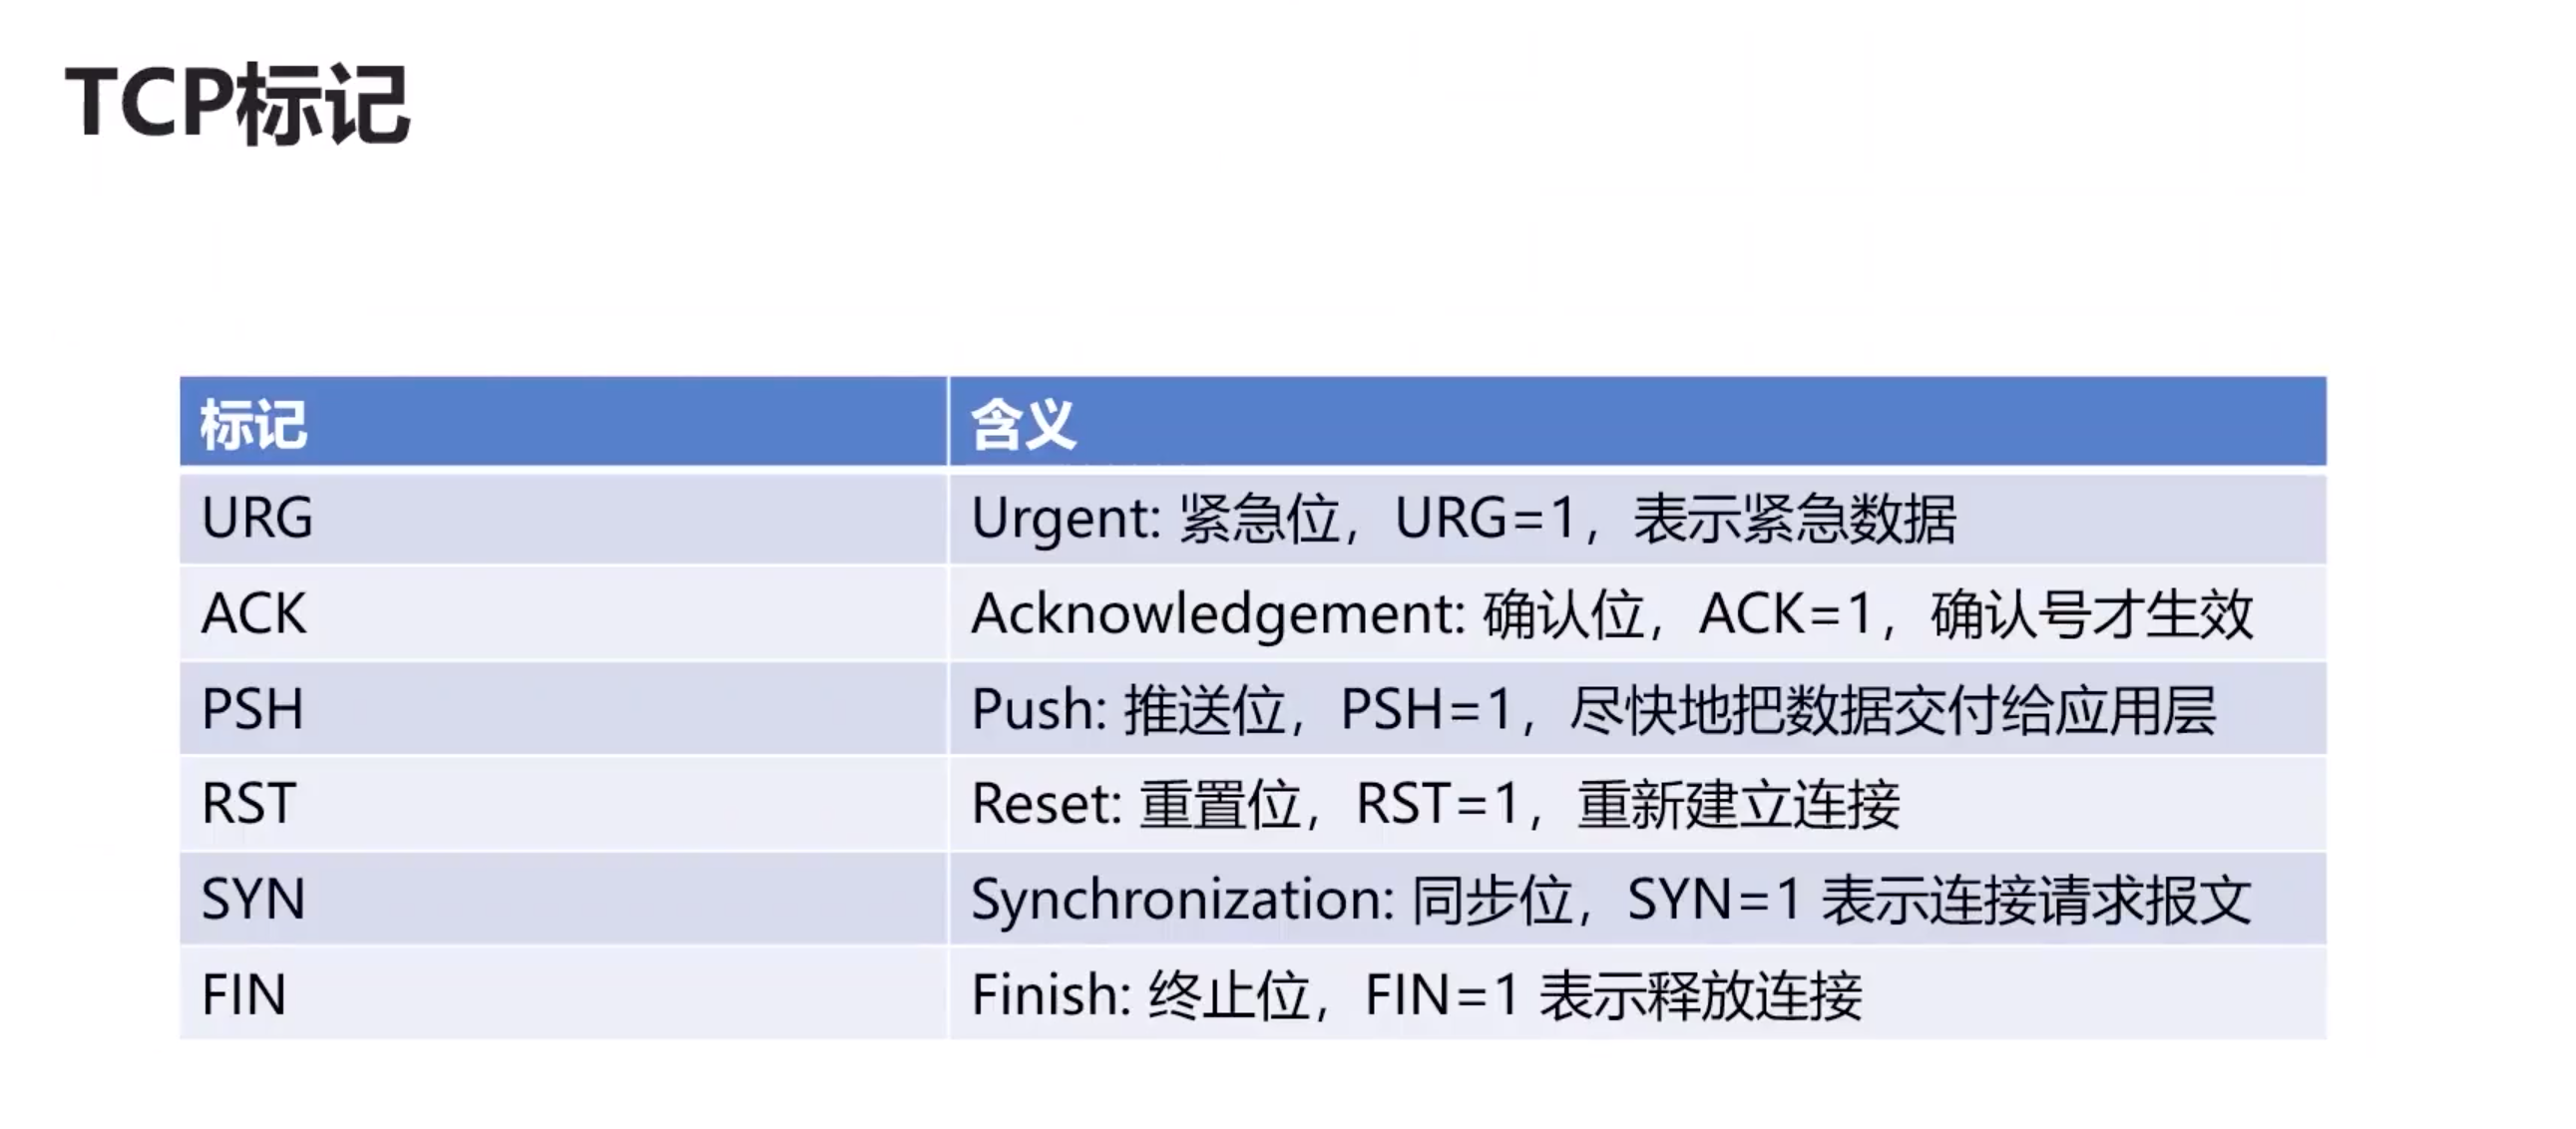 TCP标记
标记 含义
URG Urgent: 紧急位，URG=1，表示紧急数据
ACK Acknowledgement: 确认位，ACK=1，确认号才生效
PSH Push: 推送位，PSH=1，尽快地把数据交付给应用层
RST Reset: 重置位，RST=1，重新建立连接
SYN Synchronization: 同步位，SYN=1 表示连接请求报文
FIN Finish: 终止位，FIN=1 表示释放连接